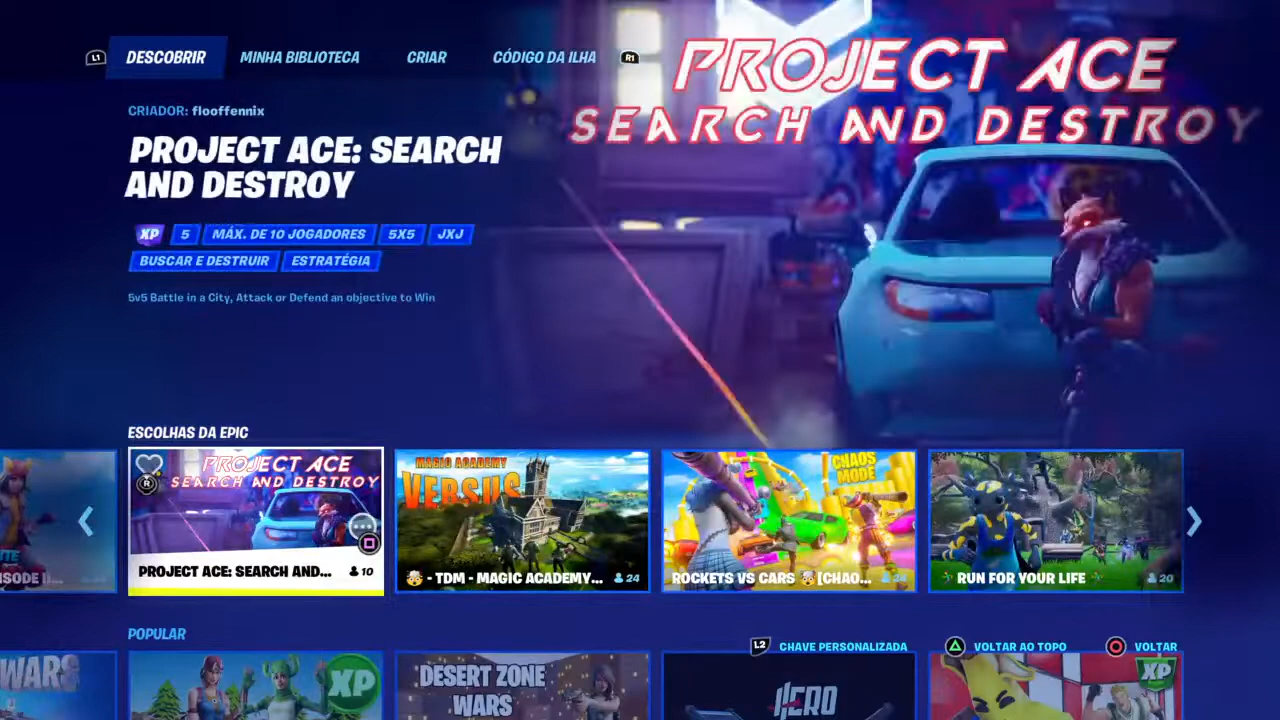 L1
DESCOBRIR
MINHA BIBLIOTECA
CRIAR
CÓDIGO DA ILHA
R1
PROJECT ACE
SEARCH AND DESTROY
CRIADOR: flooffennix
PROJECT ACE: SEARCH
AND DESTROY
XP
5
MÁX. DE 10 JOGADORES
5X5
JXJ
BUSCAR E DESTRUIR
ESTRATÉGIA
5v5 Battle in a City, Attack or Defend an objective to Win
ESCOLHAS DA EPIC
R
PROJECT ACE
SEARCH AND DESTROY
PROJECT ACE: SEARCH AND...
10
MAGIC ACADEMY
VERSUS
- TDM - MAGIC ACADEMY...
24
CHAOS
MODE
ROCKETS VS CARS 🤯[CHAO...
RUN FOR YOUR LIFE
20
POPULAR
L2
CHAVE PERSONALIZADA
VOLTAR AO TOPO
VOLTAR
WARS
XP
DESERT ZONE
WARS
HERO
XP